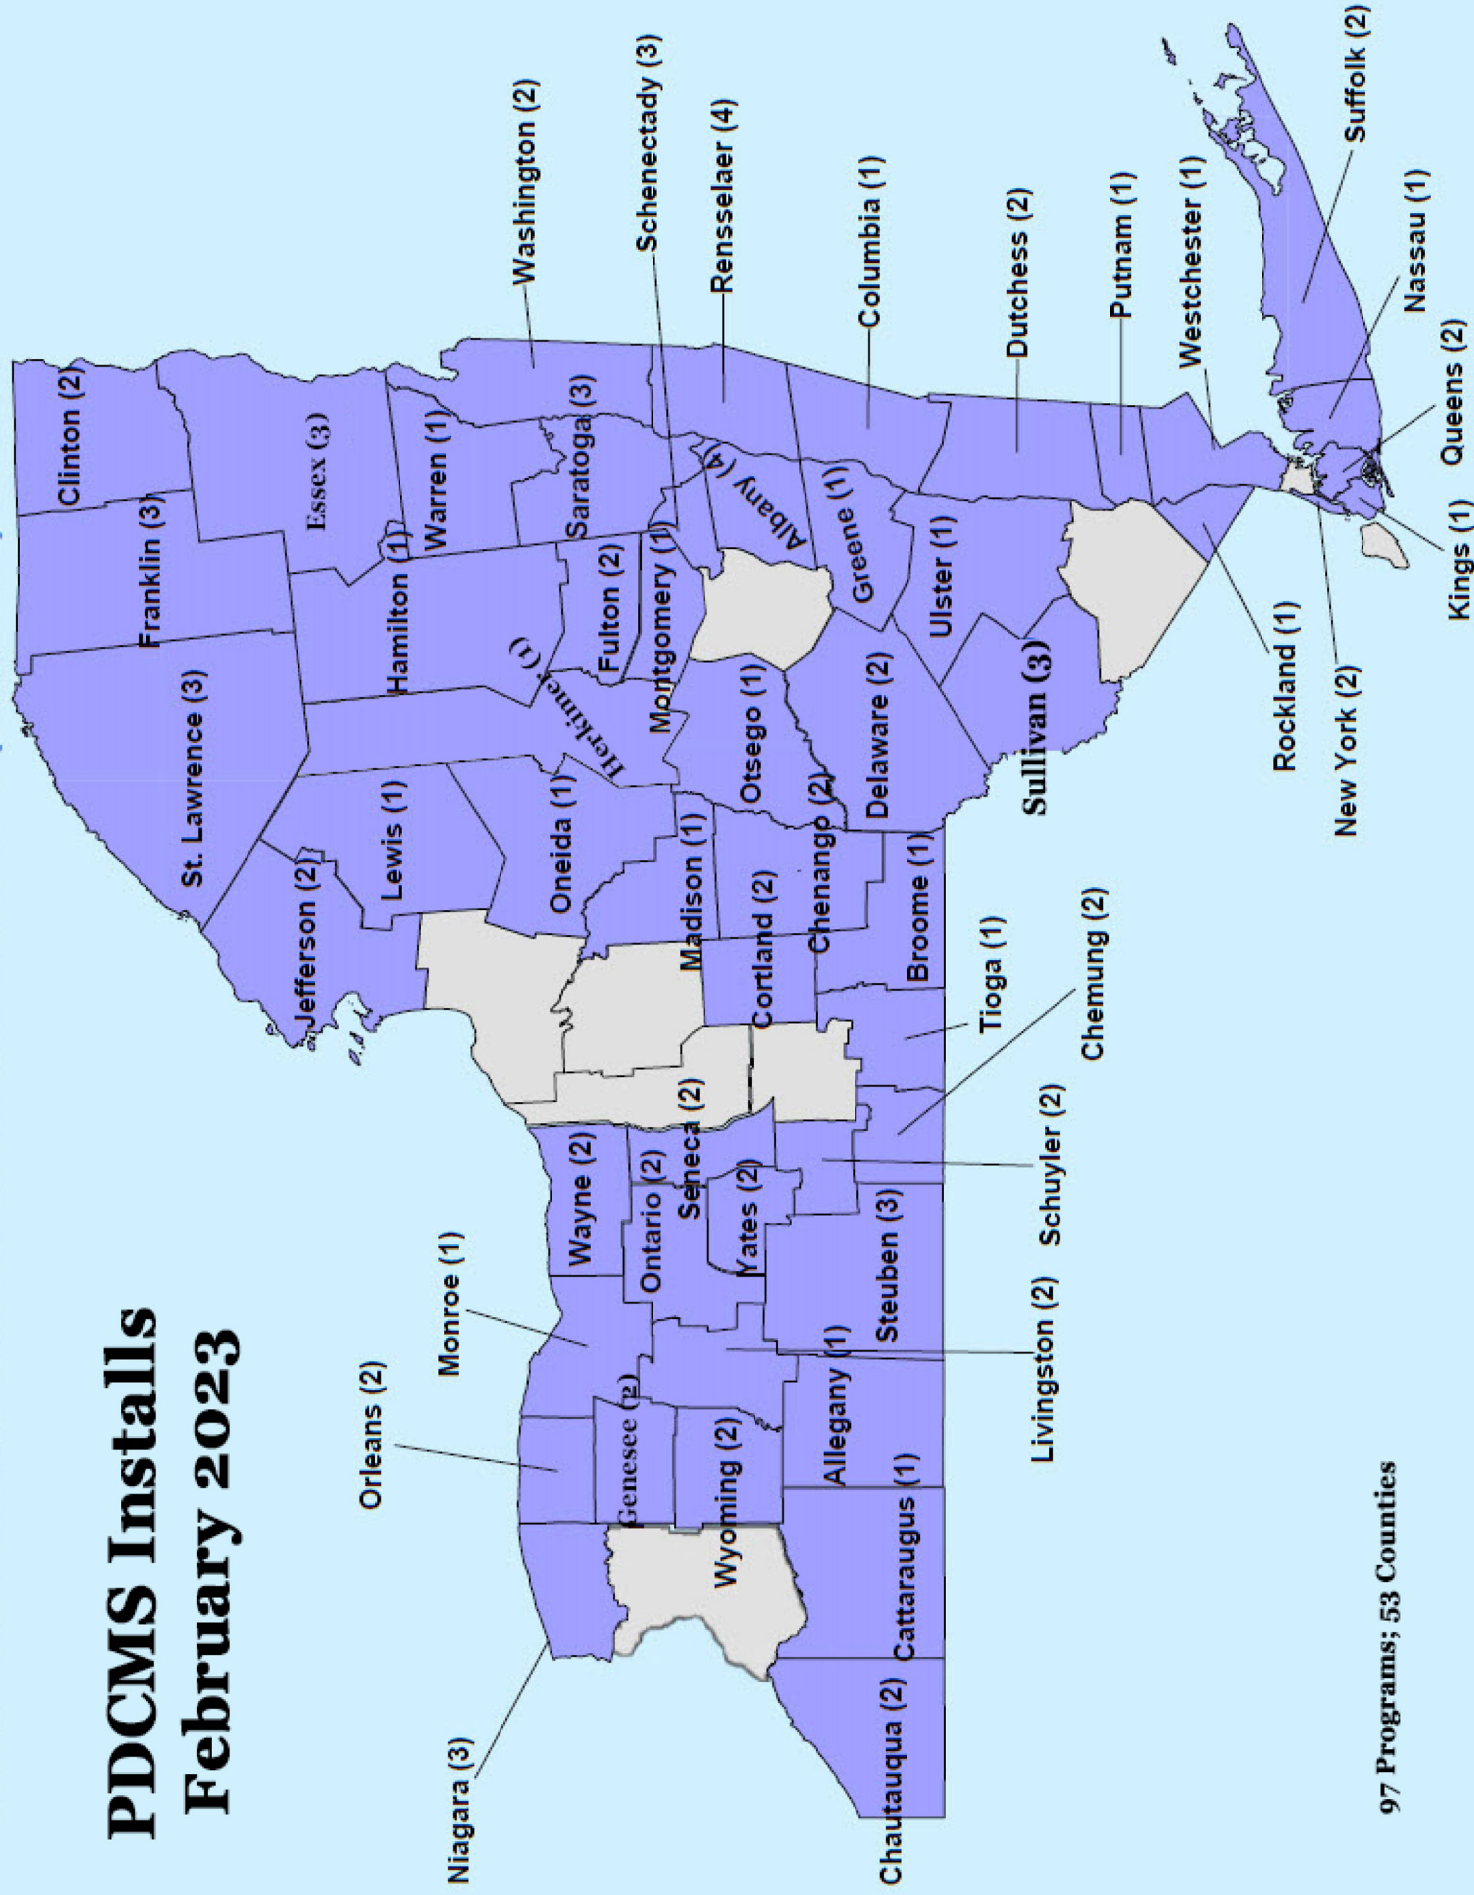 PDCMS Installs
February 2023
Clinton (2)
Franklin (3)
St. Lawrence (3)
Essex (3)
Jefferson (2)
Lewis (1)
Hamilton (1)
Warren (1)
Washington (2)
Herkimer (1)
Oneida (1)
Fulton (2)
Saratoga (3)
Montgomery (1)
Schenectady (3)
Rensselaer (4)
Albany (4)
Niagara (3)
Orleans (2)
Monroe (1)
Wayne (2)
Genesee (2)
Ontario (2)
Seneca (2)
Madison (1)
Wyoming (2)
Yates (2)
Cortland (2)
Otsego (1)
Chenango (2)
Greene (1)
Columbia (1)
Chautauqua (2)
Cattaraugus (1)
Allegany (1)
Steuben (3)
Broome (1)
Delaware (2)
Ulster (1)
Dutchess (2)
Livingston (2)
Schuyler (2)
Chemung (2)
Tioga (1)
Sullivan (3)
Putnam (1)
Westchester (1)
Rockland (1)
New York (2)
Suffolk (2)
Nassau (1)
Queens (2)
Kings (1)
97 Programs; 53 Counties